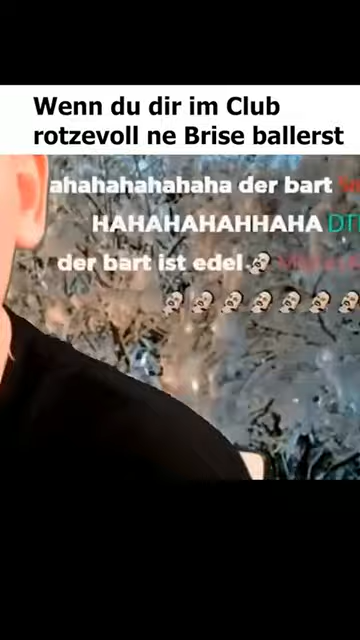 Wenn du dir im Club
rotzevoll ne Brise ballerst
ahahahahahaha der bart
HAHAHAHAHHAHA
der bart ist edel